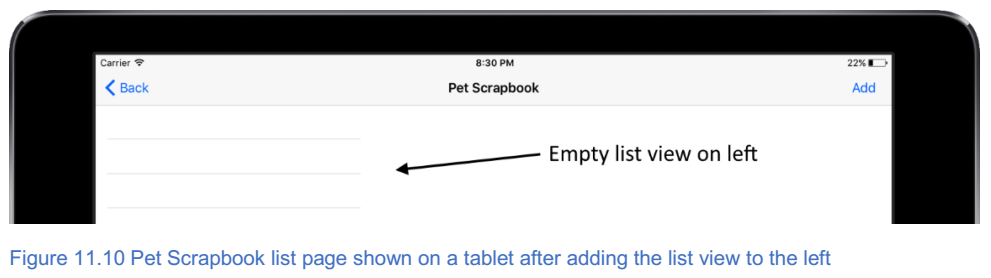 Carrier 8:30 PM 22%
Back Pet Scrapbook Add
Empty list view on left
Figure 11.10 Pet Scrapbook list page shown on a tablet after adding the list view to the left